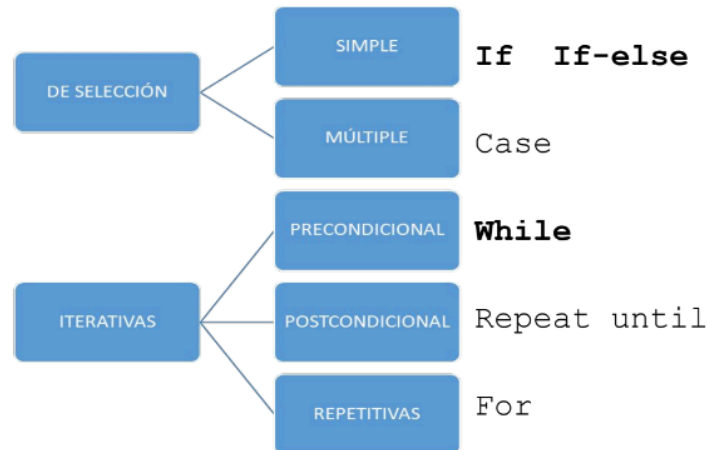 SIMPLE
If If-else
DE SELECCIÓN
MÚLTIPLE
Case
PRECONDICIONAL
While
ITERATIVAS
POSTCONDICIONAL
Repeat until
REPETITIVAS
For